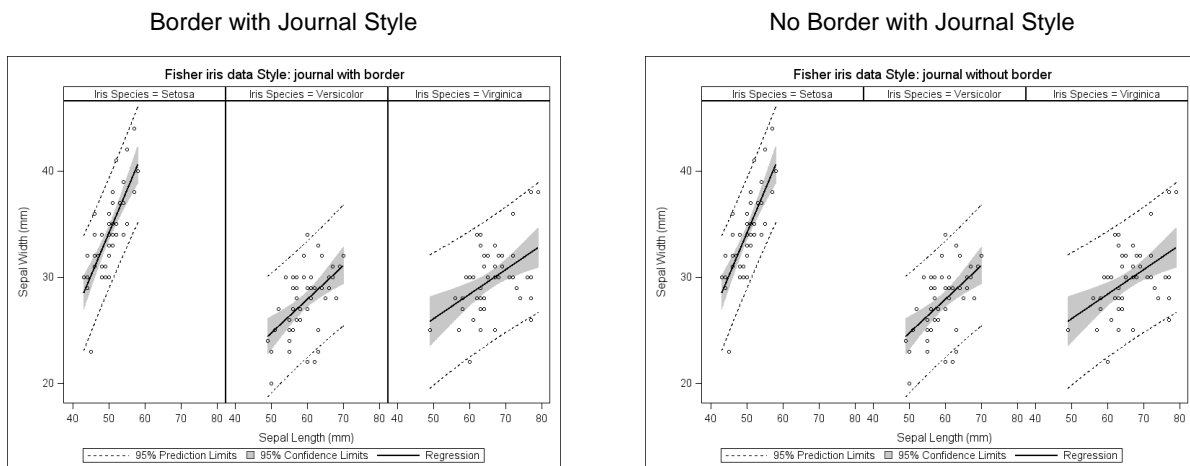 Border with Journal Style
Fisher iris data Style: journal with border
Iris Species = Setosa
Iris Species = Versicolor
Iris Species = Virginica
Sepal Width (mm)
40
30
20
40 50 60 70 80 40 50 60 70 80 40 50 60 70 80
Sepal Length (mm)
95% Prediction Limits 95% Confidence Limits Regression
No Border with Journal Style
Fisher iris data Style: journal without border
Iris Species = Setosa
Iris Species = Versicolor
Iris Species = Virginica
Sepal Width (mm)
40
30
20
40 50 60 70 80 40 50 60 70 80 40 50 60 70 80
Sepal Length (mm)
95% Prediction Limits 95% Confidence Limits Regression